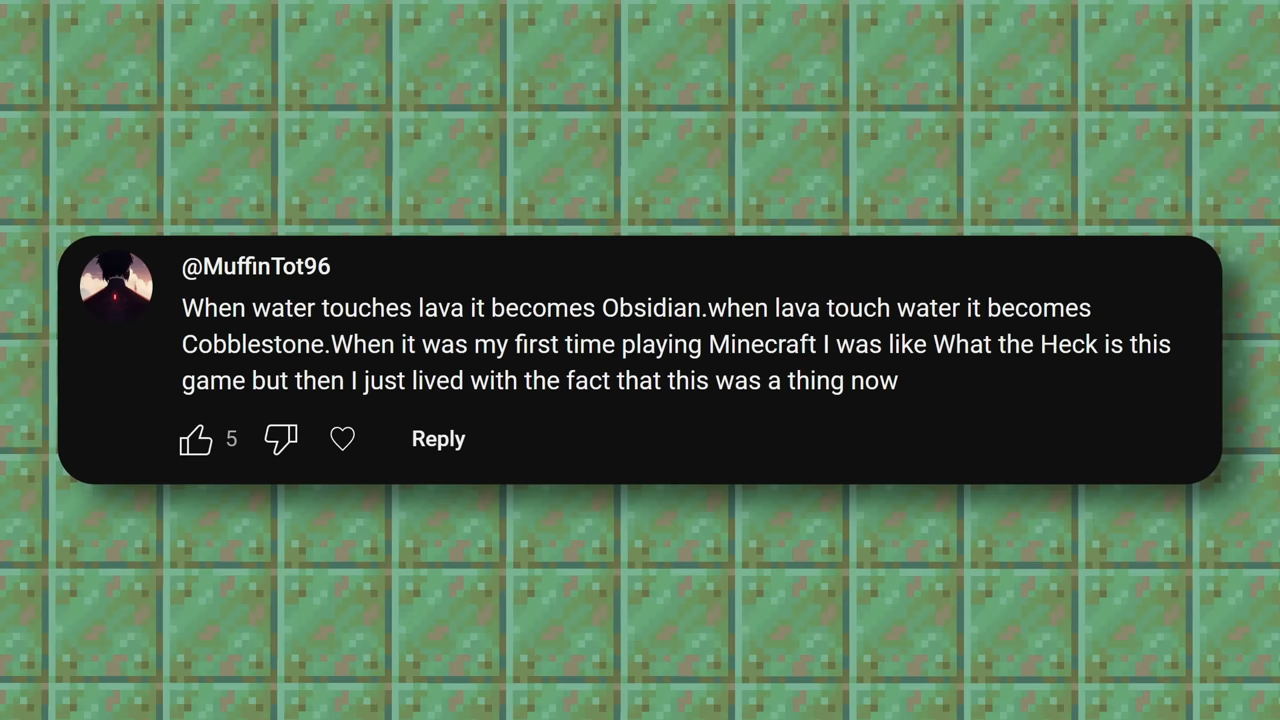 @MuffinTot96
When water touches lava it becomes Obsidian.when lava touch water it becomes
Cobblestone.When it was my first time playing Minecraft I was like What the Heck is this
game but then I just lived with the fact that this was a thing now
5 Reply